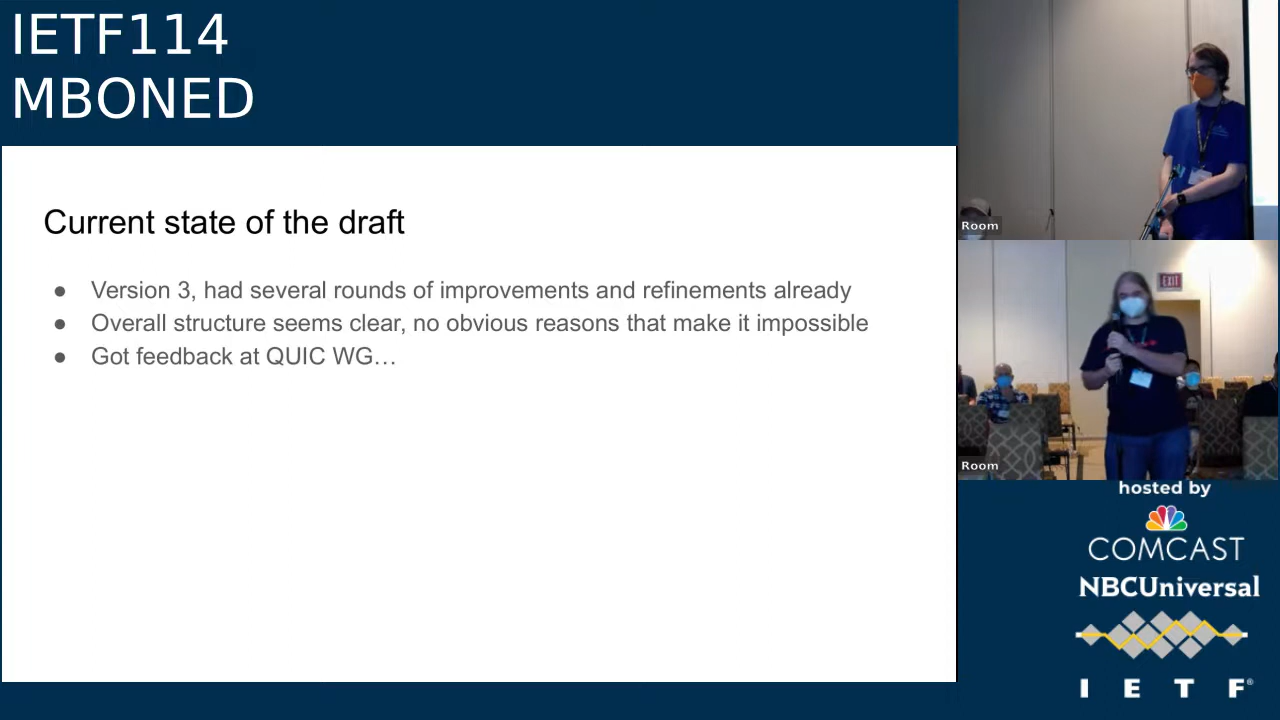 IETF114
MBONED
Current state of the draft
● Version 3, had several rounds of improvements and refinements already
● Overall structure seems clear, no obvious reasons that make it impossible
● Got feedback at QUIC WG…
Room
EXIT
Room
hosted by
COMCAST
NBCUniversal
I E T F®